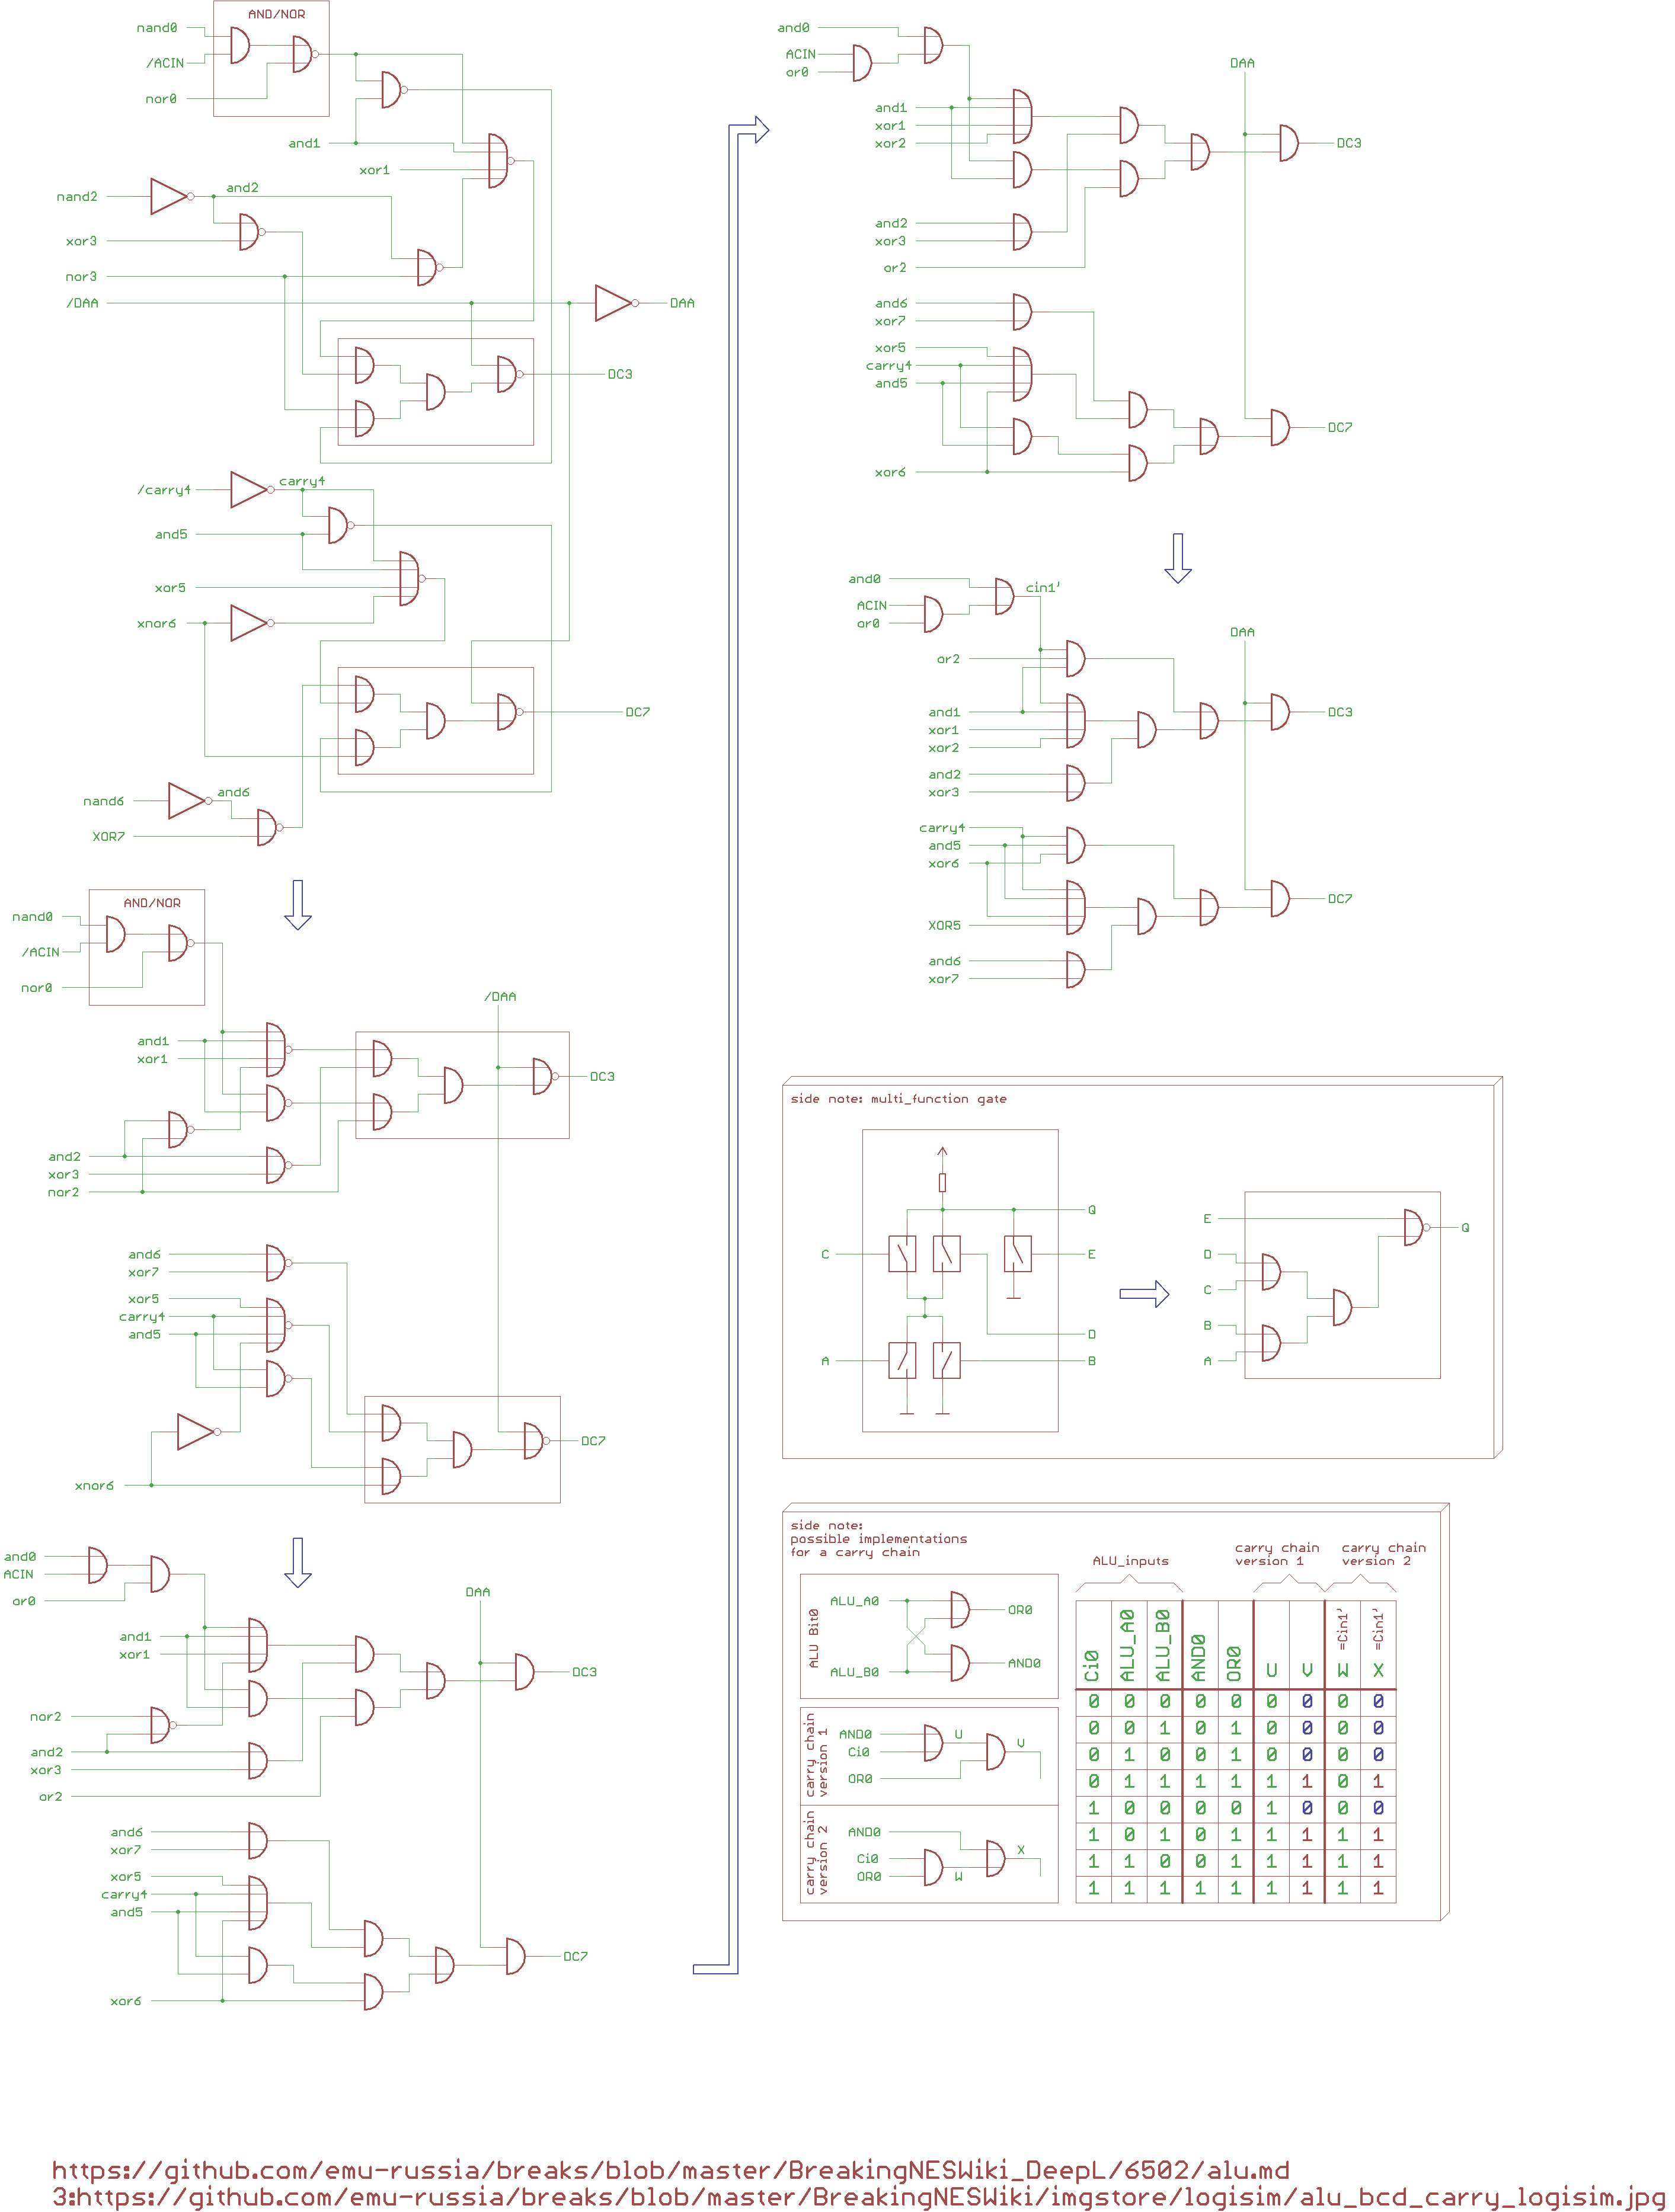 AND/NOR
nand0
/ACIN
nor0
and1
xor1
nand2
and2
xor3
nor3
/DAA
DAA
DC3
/carry4
carry4
and5
xor5
xnor6
DC7
nand6
and6
XOR7
AND/NOR
nand0
/ACIN
nor0
/DAA
and1
xor1
DC3
and2
xor3
nor2
and6
xor7
xor5
carry4
and5
DC7
xnor6
and0
ACIN
or0
DAA
and1
xor1
DC3
nor2
and2
xor3
or2
and6
xor7
xor5
carry4
and5
DC7
xor6
and0
ACIN
or0
DAA
and1
xor1
xor2
DC3
and2
xor3
or2
and6
xor7
xor5
carry4
and5
DC7
xor6
and0
cin1'
ACIN
or0
DAA
or2
and1
xor1
xor2
DC3
and2
xor3
carry4
and5
xor6
DC7
XOR5
and6
xor7
side note: multi_function gate
Q
C
E
D
A
B
E
Q
D
C
B
A
side note:
possible implementations
for a carry chain
ALU Bit0
ALU_A0
OR0
ALU_B0
AND0
carry chain
version 1
AND0
U
Ci0
V
OR0
carry chain
version 2
AND0
X
Ci0
OR0
W
ALU_inputs
carry chain
version 1
carry chain
version 2
Ci0 ALU_A0 ALU_B0 AND0 OR0 U V W =Cin1' X =Cin1'
0 0 0 0 0 0 0 0 0
0 0 1 0 1 0 0 0 0
0 1 0 0 1 0 0 0 0
0 1 1 1 1 1 1 0 1
1 0 0 0 0 1 0 0 0
1 0 1 0 1 1 1 1 1
1 1 0 0 1 1 1 1 1
1 1 1 1 1 1 1 1 1
https://github.com/emu-russia/breaks/blob/master/BreakingNESWiki_DeepL/6502/alu.md
3:https://github.com/emu-russia/breaks/blob/master/BreakingNESWiki/imgstore/logisim/alu_bcd_carry_logisim.jpg